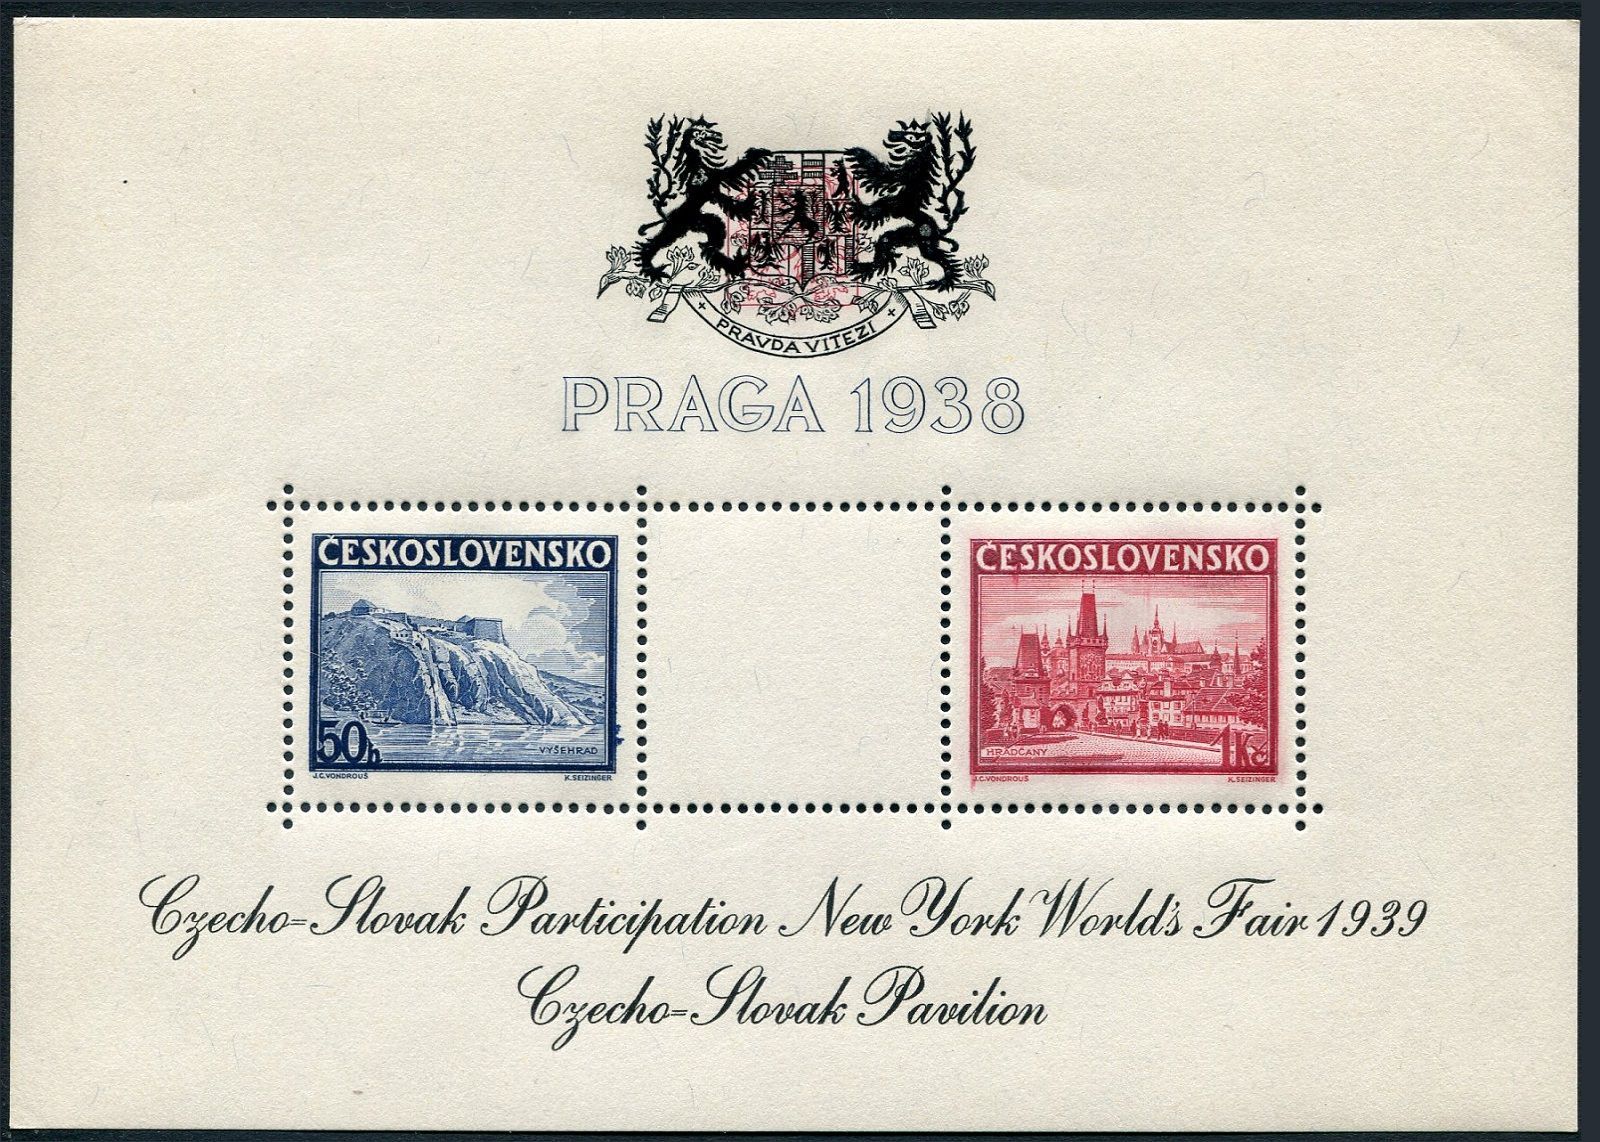 PRAVDA VÍTĚZÍ
PRAGA 1938
ČESKOSLOVENSKO
50h
VYŠEHRAD
J.C.VONDROUŠ K.SEIZINGER
ČESKOSLOVENSKO
HRADČANY
1Kč
J.C.VONDROUŠ K.SEIZINGER
Czecho=Slovak Participation New York World's Fair 1939
Czecho=Slovak Pavilion